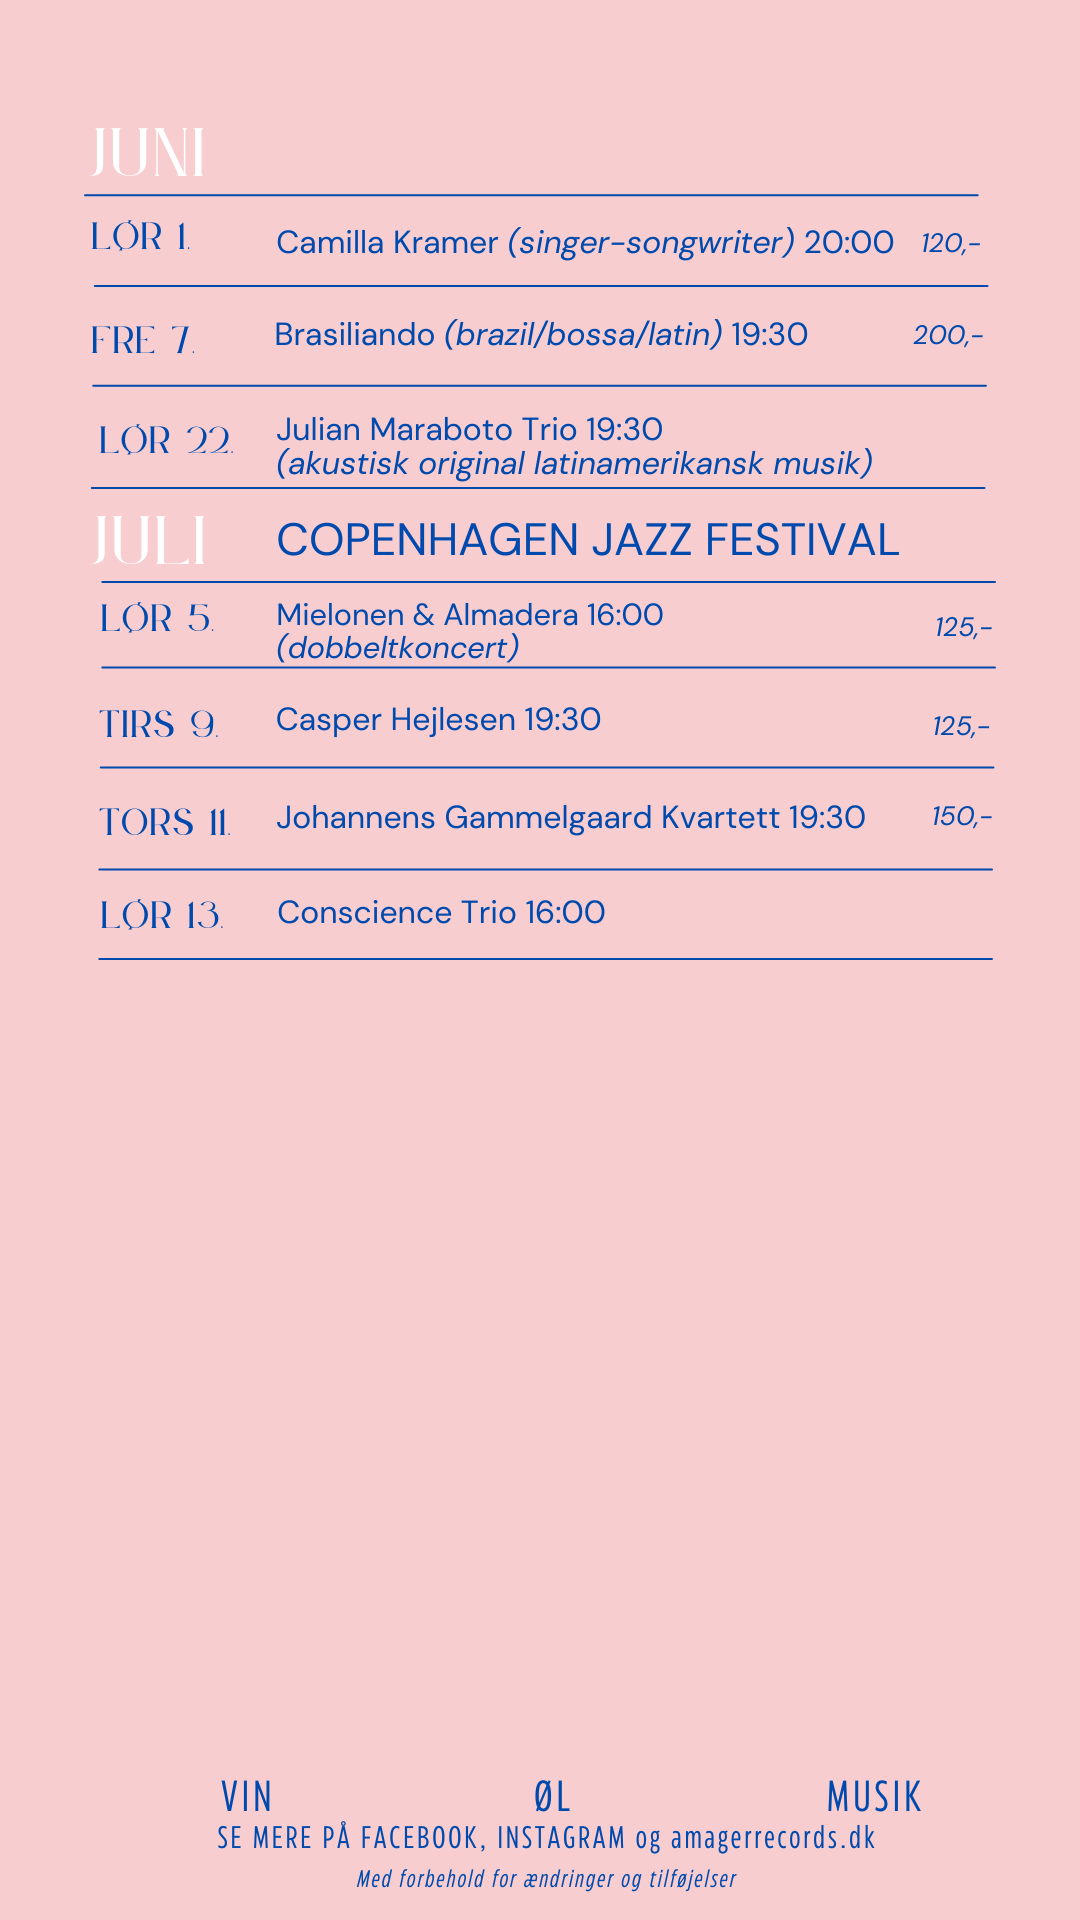 JUNI
LØR 1. Camilla Kramer (singer-songwriter) 20:00 120,-
FRE 7. Brasiliando (brazil/bossa/latin) 19:30 200,-
LØR 22. Julian Maraboto Trio 19:30
(akustisk original latinamerikansk musik)
JULI COPENHAGEN JAZZ FESTIVAL
LØR 5. Mielonen & Almadera 16:00 125,-
(dobbeltkoncert)
TIRS 9. Casper Hejlesen 19:30 125,-
TORS 11. Johannens Gammelgaard Kvartett 19:30 150,-
LØR 13. Conscience Trio 16:00
VIN ØL MUSIK
SE MERE PÅ FACEBOOK, INSTAGRAM og amagerrecords.dk
Med forbehold for ændringer og tilføjelser